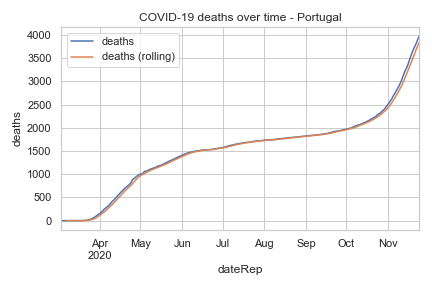 COVID-19 deaths over time - Portugal
deaths
deaths (rolling)
4000
3500
3000
2500
2000
1500
1000
500
0
deaths
Apr
2020
May
Jun
Jul
Aug
Sep
Oct
Nov
dateRep